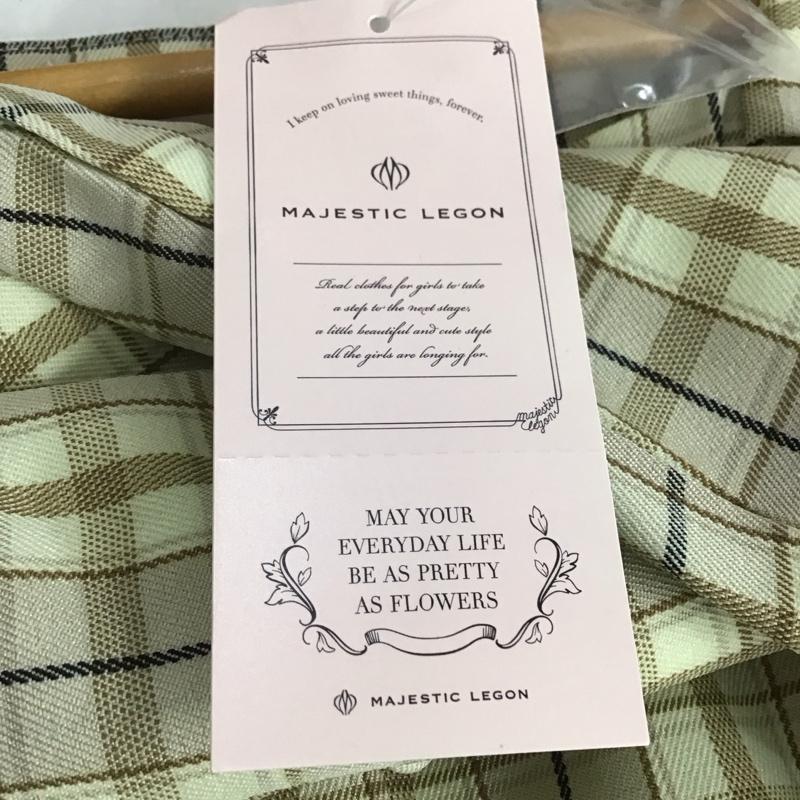 I keep on loving sweet things, forever.
MAJESTIC LEGON
Real clothes for girls to take
a step to the next stage,
a little beautiful and cute style
all the girls are longing for.
majestic
legon
MAY YOUR
EVERYDAY LIFE
BE AS PRETTY
AS FLOWERS
MAJESTIC LEGON